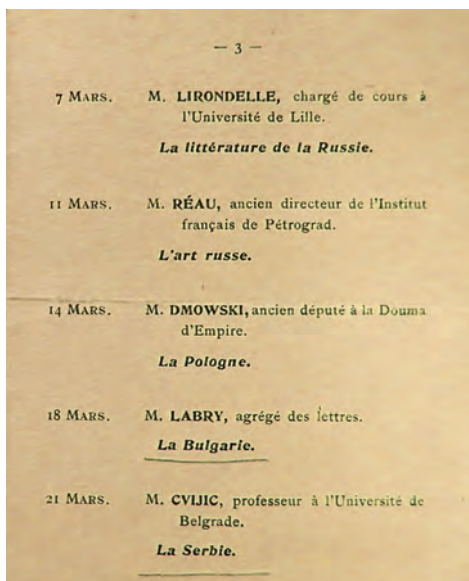 — 3 —
7 Mars. M. LIRONDELLE, chargé de cours à
l'Université de Lille.
La littérature de la Russie.
11 Mars. M. RÉAU, ancien directeur de l'Institut
français de Pétrograd.
L'art russe.
14 Mars. M. DMOWSKI, ancien député à la Douma
d'Empire.
La Pologne.
18 Mars. M. LABRY, agrégé des lettres.
La Bulgarie.
21 Mars. M. CVIJIC, professeur à l'Université de
Belgrade.
La Serbie.